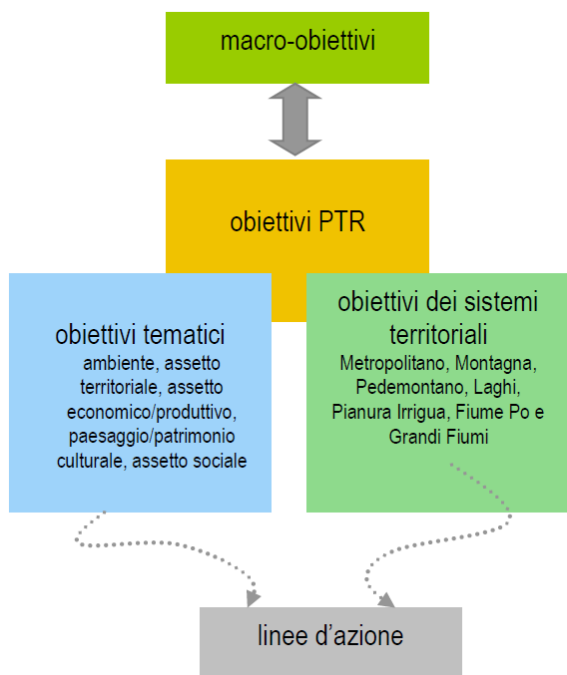 macro-obiettivi
obiettivi PTR
obiettivi tematici
ambiente, assetto
territoriale, assetto
economico/produttivo,
paesaggio/patrimonio
culturale, assetto sociale
obiettivi dei sistemi
territoriali
Metropolitano, Montagna,
Pedemontano, Laghi,
Pianura Irrigua, Fiume Po e
Grandi Fiumi
linee d'azione